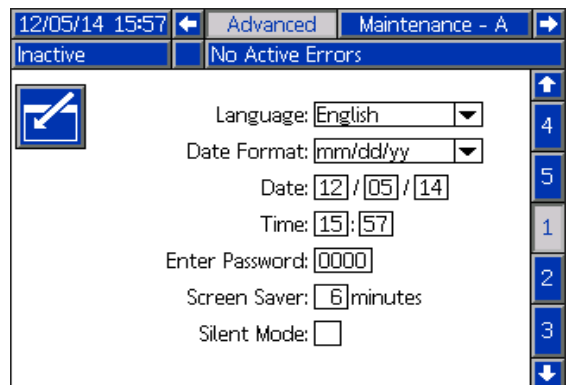 12/05/14 15:57 Advanced Maintenance - A
Inactive No Active Errors
Language: English
4
Date Format: mm/dd/yy
5
Date: 12 / 05 / 14
Time: 15 : 57
1
Enter Password: 0000
2
Screen Saver: 6 minutes
Silent Mode:
3